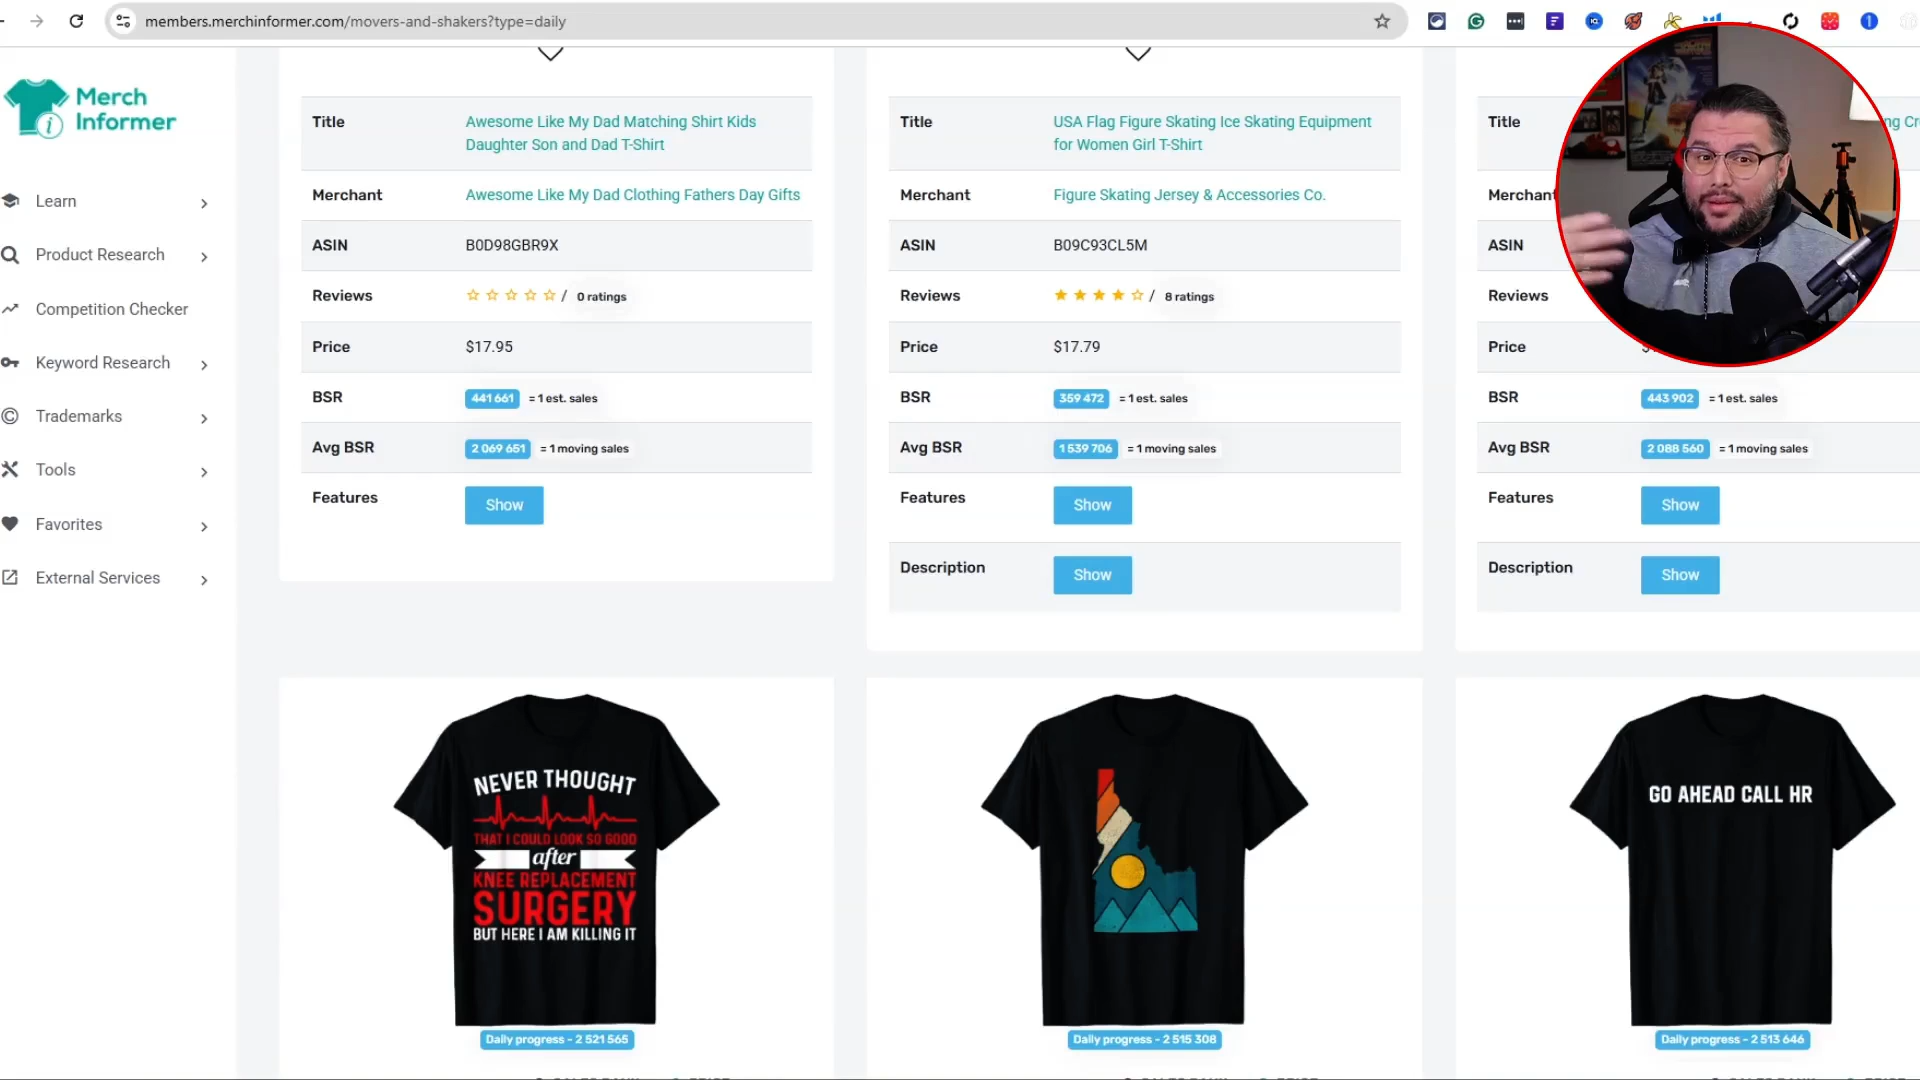 members.merchinformer.com/movers-and-shakers?type=daily
Merch
Informer
Learn
Product Research
Competition Checker
Keyword Research
Trademarks
Tools
Favorites
External Services
Title
Awesome Like My Dad Matching Shirt Kids
Daughter Son and Dad T-Shirt
Merchant
Awesome Like My Dad Clothing Fathers Day Gifts
ASIN
B0D98GBR9X
Reviews
/ 0 ratings
Price
$17.95
BSR
441 661 = 1 est. sales
Avg BSR
2 069 651 = 1 moving sales
Features
Show
Title
USA Flag Figure Skating Ice Skating Equipment
for Women Girl T-Shirt
Merchant
Figure Skating Jersey & Accessories Co.
ASIN
B09C93CL5M
Reviews
/ 8 ratings
Price
$17.79
BSR
359 472 = 1 est. sales
Avg BSR
1 539 706 = 1 moving sales
Features
Show
Description
Show
Title
Merchant
ASIN
Reviews
Price
BSR
443 902 = 1 est. sales
Avg BSR
2 088 560 = 1 moving sales
Features
Show
Description
Show
NEVER THOUGHT
THAT I COULD LOOK SO GOOD
after
KNEE REPLACEMENT
SURGERY
BUT HERE I AM KILLING IT
Daily progress - 2 521 565
Daily progress - 2 515 308
GO AHEAD CALL HR
Daily progress - 2 513 646